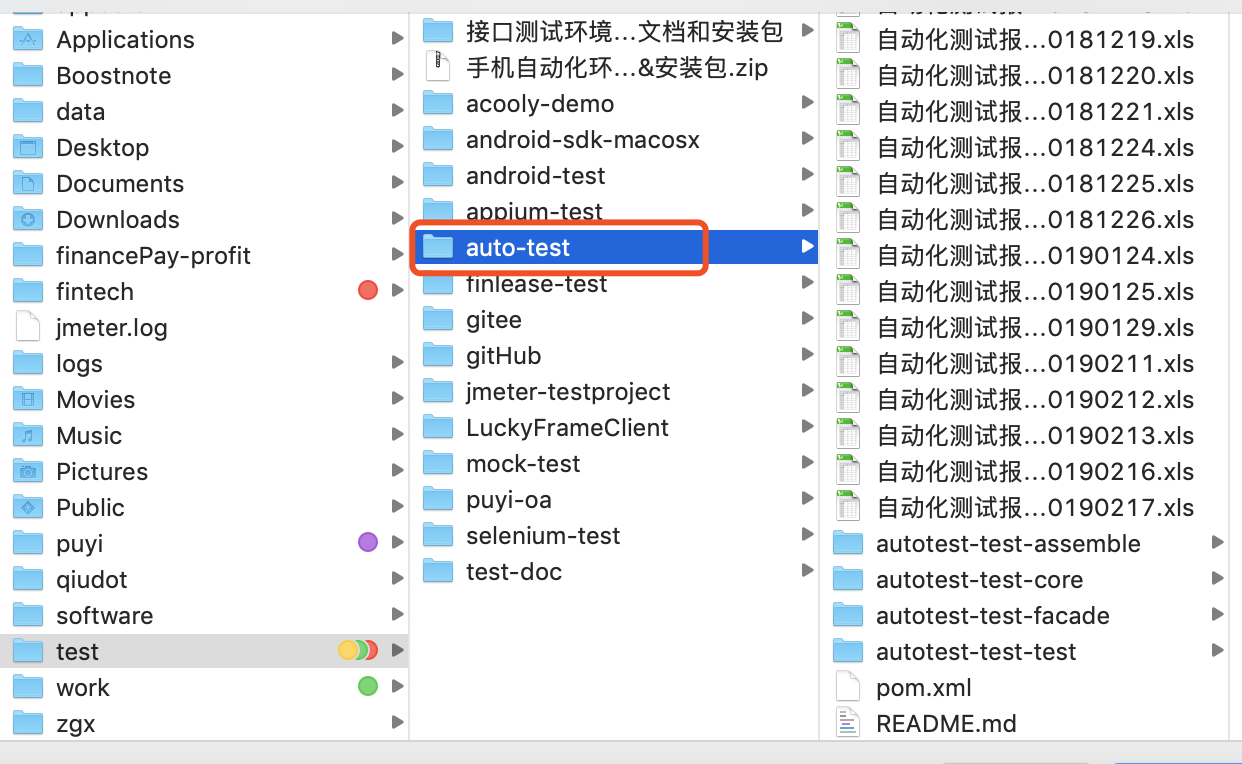 Applications
Boostnote
data
Desktop
Documents
Downloads
financePay-profit
fintech
jmeter.log
logs
Movies
Music
Pictures
Public
puyi
qiudot
software
test
work
zgx
接口测试环境...文档和安装包
手机自动化环...&安装包.zip
acooly-demo
android-sdk-macosx
android-test
appium-test
auto-test
finlease-test
gitee
gitHub
jmeter-testproject
LuckyFrameClient
mock-test
puyi-oa
selenium-test
test-doc
自动化测试报...0181219.xls
自动化测试报...0181220.xls
自动化测试报...0181221.xls
自动化测试报...0181224.xls
自动化测试报...0181225.xls
自动化测试报...0181226.xls
自动化测试报...0190124.xls
自动化测试报...0190125.xls
自动化测试报...0190129.xls
自动化测试报...0190211.xls
自动化测试报...0190212.xls
自动化测试报...0190213.xls
自动化测试报...0190216.xls
自动化测试报...0190217.xls
autotest-test-assemble
autotest-test-core
autotest-test-facade
autotest-test-test
pom.xml
README.md